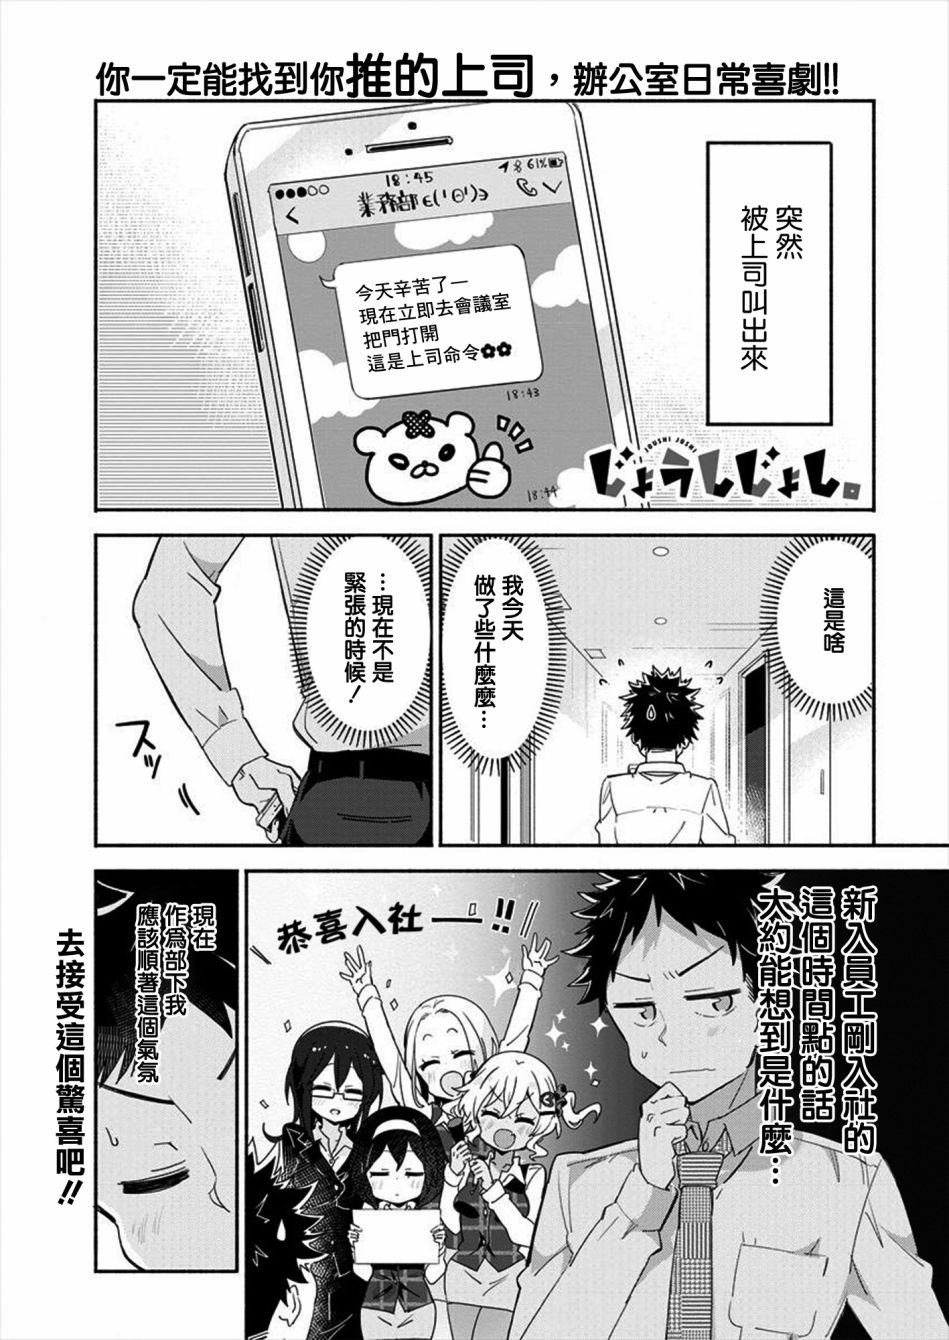 你一定能找到你推的上司，辦公室日常喜劇!!
突然
被上司叫出來
18:45
61%
業務部ε(´ㅂ`)з
今天辛苦了一
現在立即去會議室
把門打開
這是上司命令✿✿
18:43
18:44
JOUSHI JOSHI
じょうしじょし。
這是啥
我今天
做了些什麼麼…
…現在不是
緊張的時候！
スッ
新入員工剛入社的
這個時間點的話
大約能想到是什麼…
恭喜入社——!!
現在
作爲部下我
應該順著這個氣氛
去接受這個驚喜吧!!